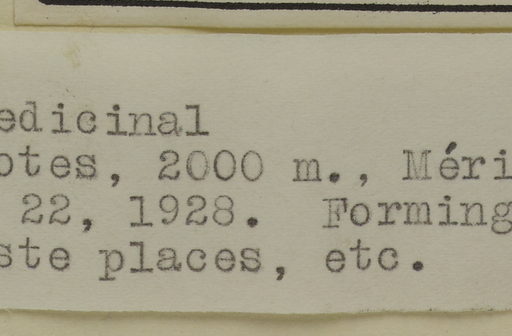 edicinal
otes, 2000 m., Méri
22, 1928. Forming
ste places, etc.